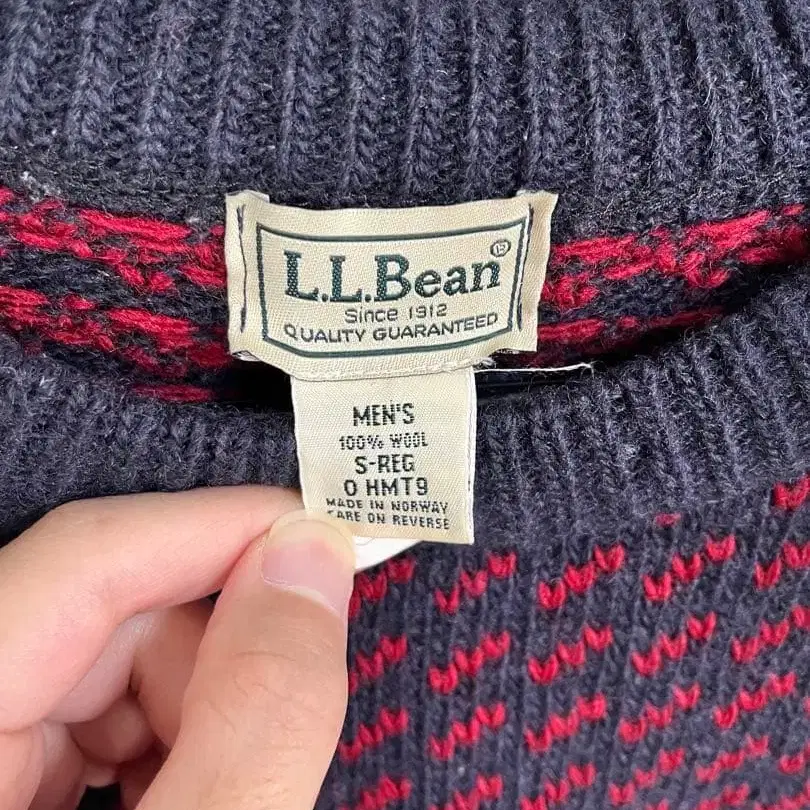 L.L.Bean®
Since 1912
QUALITY GUARANTEED
MEN'S
100% WOOL
S-REG
0 HMT9
MADE IN NORWAY
CARE ON REVERSE